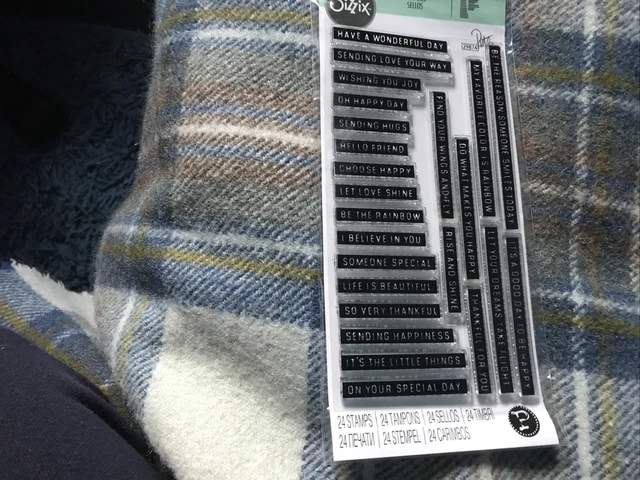 Sizzix
SELLOS
HAVE A WONDERFUL DAY
SENDING LOVE YOUR WAY
WISHING YOU JOY
OH HAPPY DAY
SENDING HUGS
HELLO FRIEND
CHOOSE HAPPY
LET LOVE SHINE
BE THE RAINBOW
I BELIEVE IN YOU
SOMEONE SPECIAL
LIFE IS BEAUTIFUL
SO VERY THANKFUL
SENDING HAPPINESS
IT'S THE LITTLE THINGS
ON YOUR SPECIAL DAY
FIND YOUR WINGS AND FLY
RISE AND SHINE
DO WHAT MAKES YOU HAPPY
THANKFUL FOR YOU
MY FAVORITE COLOR IS RAINBOW
LET YOUR DREAMS TAKE FLIGHT
BE THE REASON SOMEONE SMILES TODAY
IT'S A GOOD DAY TO BE HAPPY
24 STAMPS | 24 TAMPONS | 24 SELLOS | 24 TIMBRI
24 ПЕЧАТИ | 24 STEMPEL | 24 CARIMBOS